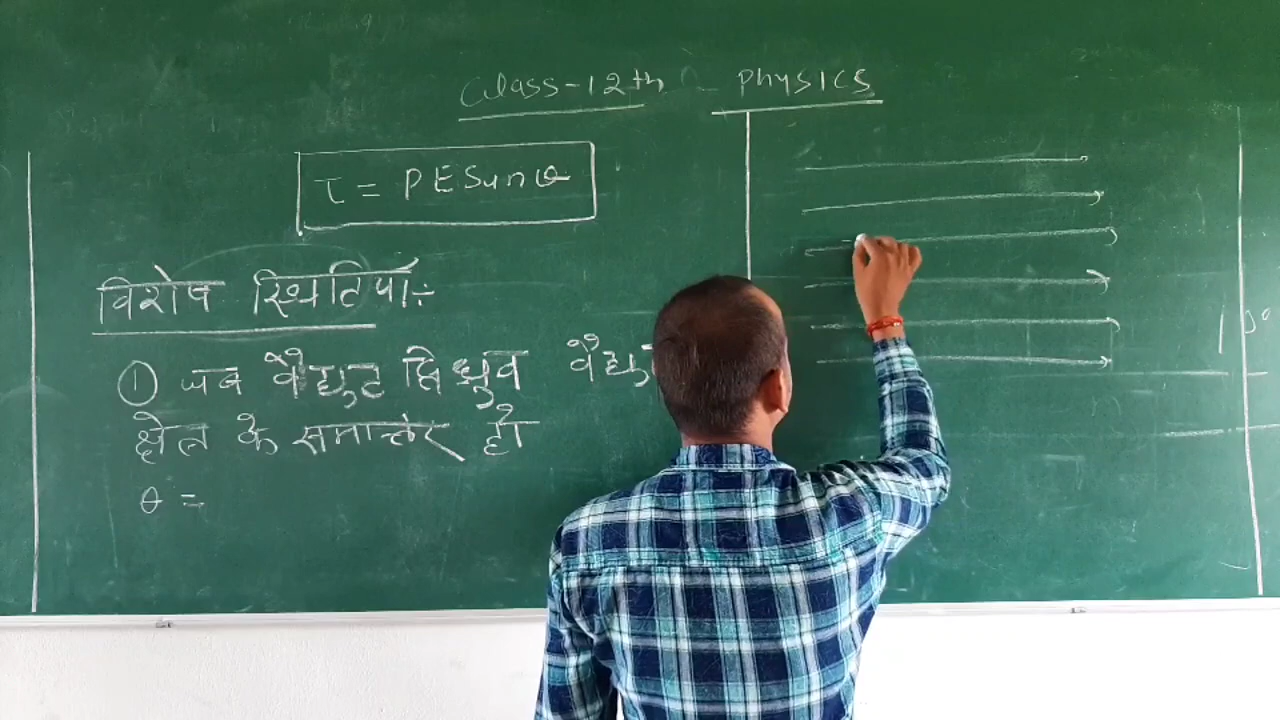 Class-12th - Physics
τ = PESinθ
विशेष स्थितियाँ:-
① जब वैद्युत द्विध्रुव
क्षेत्र के समान्तर हो
θ =